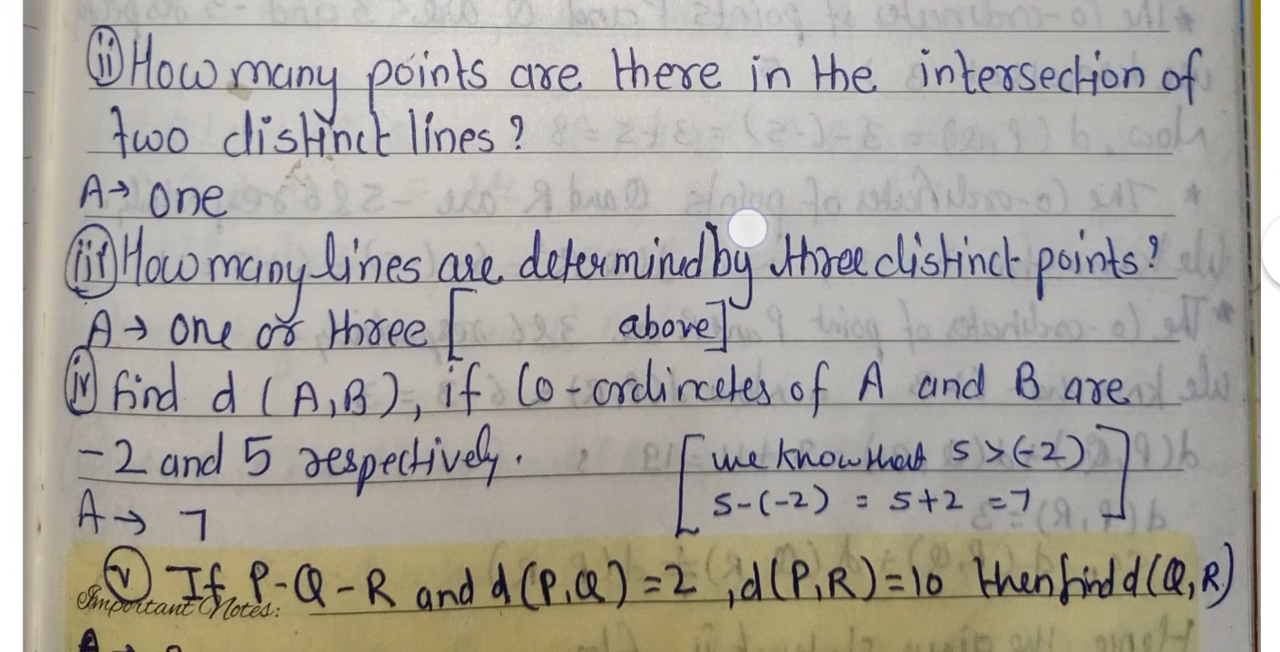 (ii) How many points are there in the intersection of
two distinct lines?
A→ one
(iii) How many lines are determined by three distinct points?
A→ one or three [ above]
(iv) find d (A,B), if Co-ordinates of A and B are
-2 and 5 respectively. [we know that 5 >(-2)
A→ 7 5-(-2) = 5+2 =7]
(v) If P-Q-R and d(P,Q)=2, d(P,R)=10 then find d(Q,R)
Important Notes:
A→